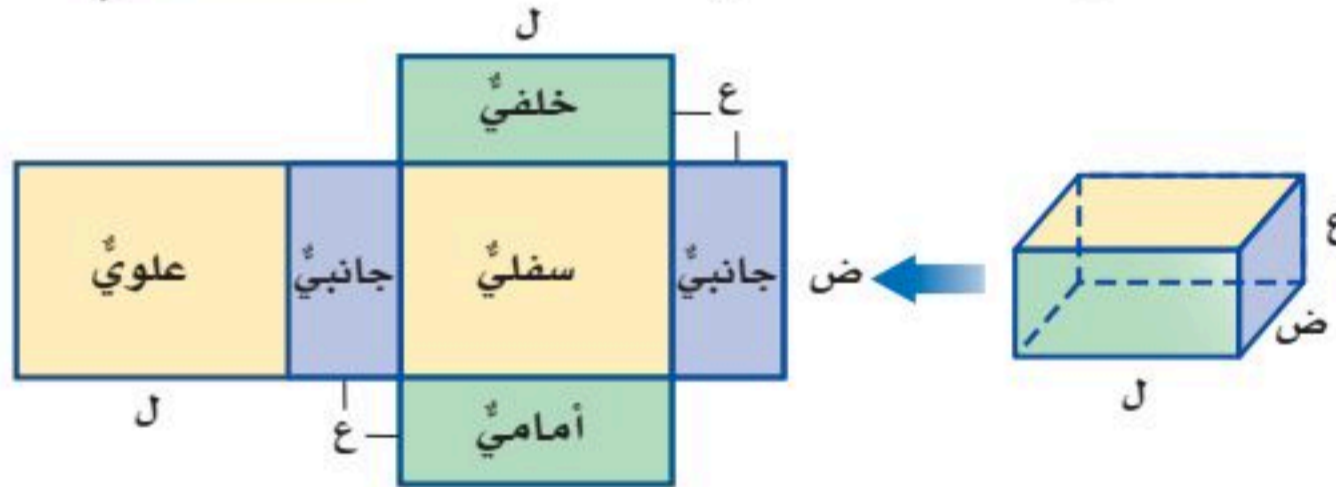 ل
خلفيٌّ
ع
علويٌّ
جانبيٌّ
سفليٌّ
جانبيٌّ
ض
ع
ض
ل
ل
ع
أماميٌّ